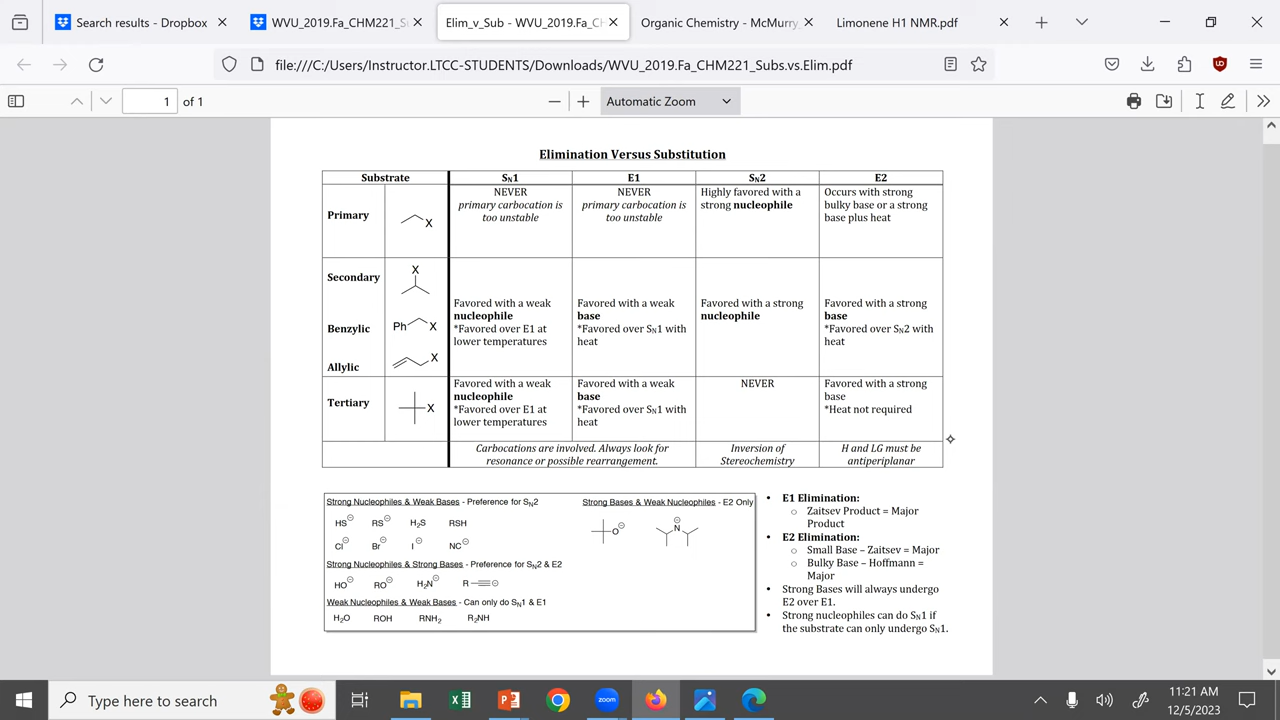 Search results - Dropbox
WVU_2019.Fa_CHM221_S
Elim_v_Sub - WVU_2019.Fa_CH
Organic Chemistry - McMurry
Limonene H1 NMR.pdf
file:///C:/Users/Instructor.LTCC-STUDENTS/Downloads/WVU_2019.Fa_CHM221_Subs.vs.Elim.pdf
1 of 1
Automatic Zoom
Elimination Versus Substitution
Substrate SN1 E1 SN2 E2
Primary
X
NEVER
primary carbocation is
too unstable
NEVER
primary carbocation is
too unstable
Highly favored with a
strong nucleophile
Occurs with strong
bulky base or a strong
base plus heat
Secondary
X
Benzylic
Ph X
Allylic
X
Favored with a weak
nucleophile
*Favored over E1 at
lower temperatures
Favored with a weak
base
*Favored over SN1 with
heat
Favored with a strong
nucleophile
Favored with a strong
base
*Favored over SN2 with
heat
Tertiary
X
Favored with a weak
nucleophile
*Favored over E1 at
lower temperatures
Favored with a weak
base
*Favored over SN1 with
heat
NEVER
Favored with a strong
base
*Heat not required
Carbocations are involved. Always look for
resonance or possible rearrangement.
Inversion of
Stereochemistry
H and LG must be
antiperiplanar
Strong Nucleophiles & Weak Bases - Preference for SN2
HS⊖ RS⊖ H2S RSH
Cl⊖ Br⊖ I⊖ NC⊖
Strong Nucleophiles & Strong Bases - Preference for SN2 & E2
HO⊖ RO⊖ H2N⊖ R⊖
Weak Nucleophiles & Weak Bases - Can only do SN1 & E1
H2O ROH RNH2 R2NH
Strong Bases & Weak Nucleophiles - E2 Only
O⊖ N⊖
• E1 Elimination:
o Zaitsev Product = Major
Product
• E2 Elimination:
o Small Base – Zaitsev = Major
o Bulky Base – Hoffmann =
Major
• Strong Bases will always undergo
E2 over E1.
• Strong nucleophiles can do SN1 if
the substrate can only undergo SN1.
Type here to search
zoom
11:21 AM
12/5/2023